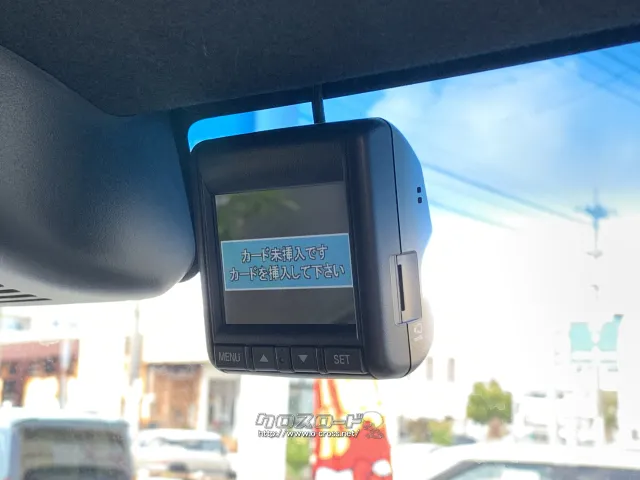 カード未挿入です
カードを挿入して下さい
MENU
SET
クロスロード
http://www.o-cross.net/